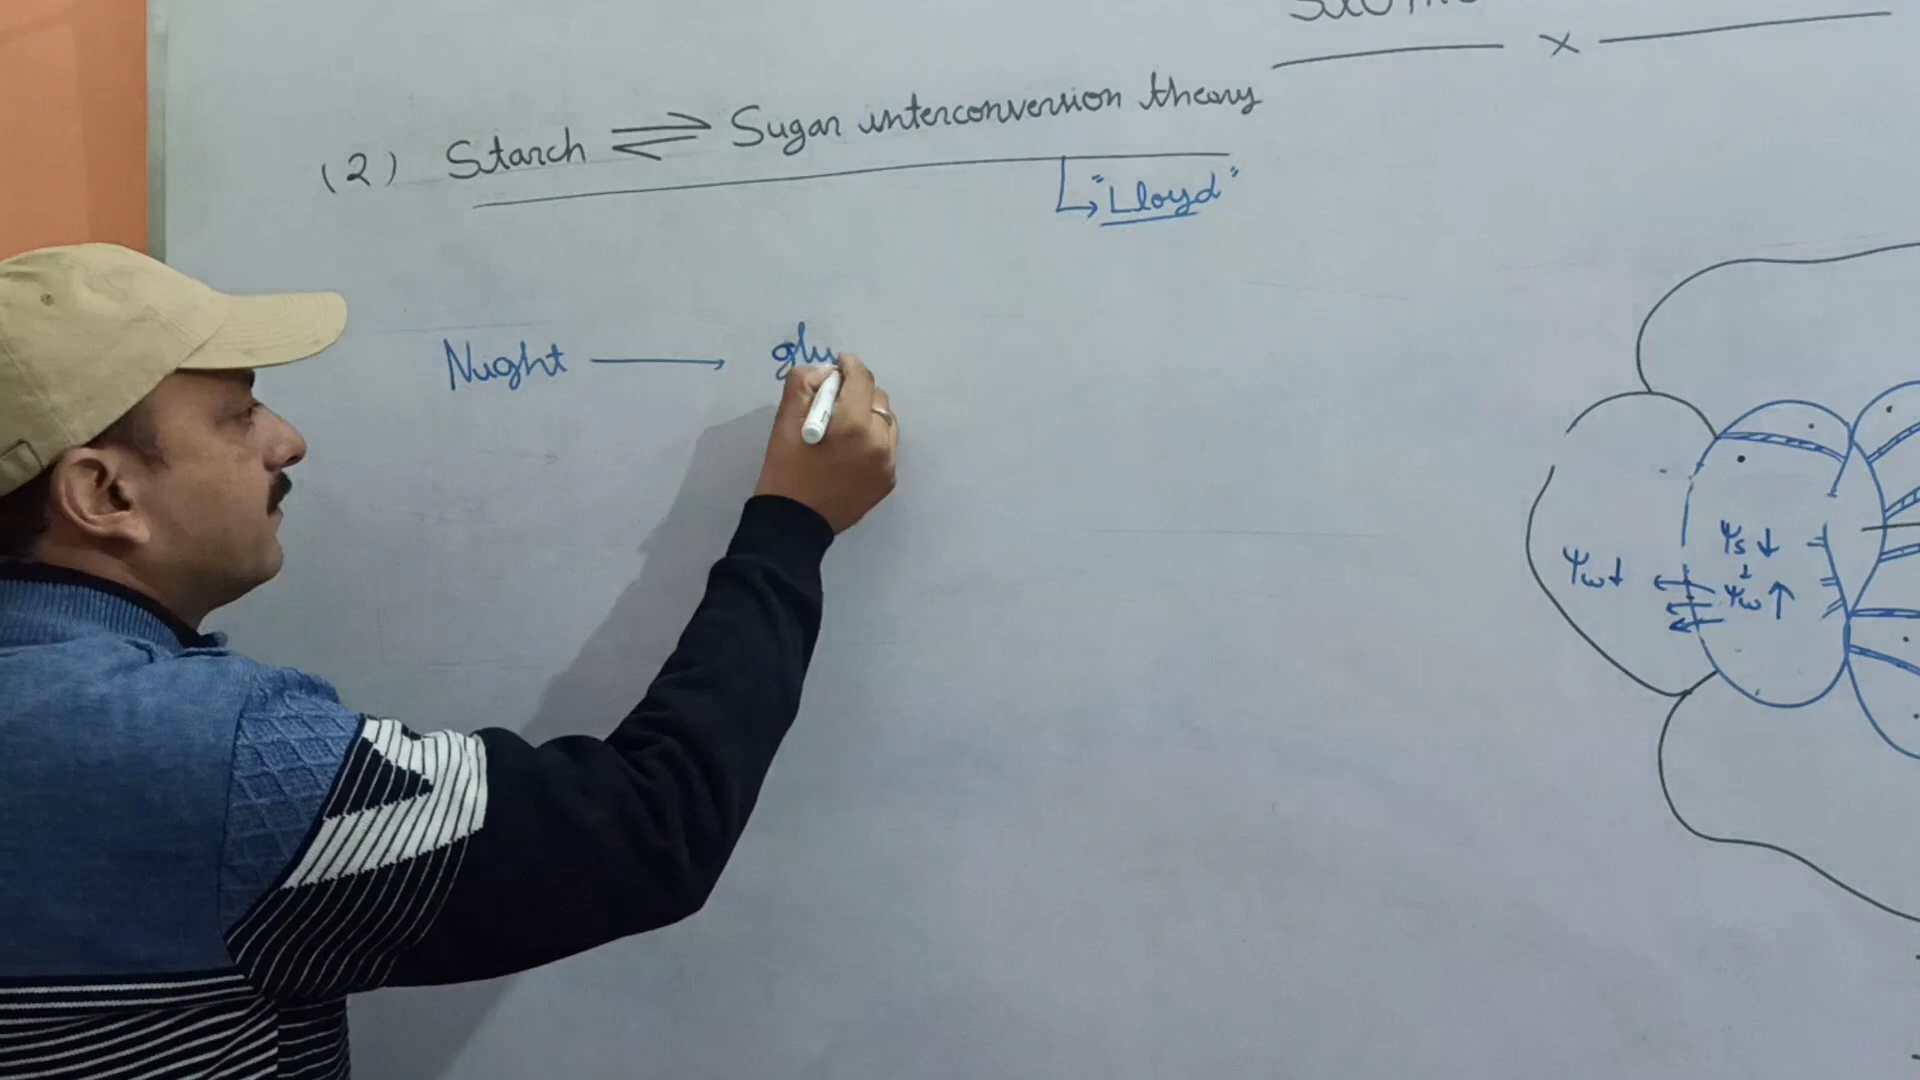 ×
(2) Starch ⇌ Sugar interconversion theory
↳ "Lloyd"
Night → glu
Ψs ↓
Ψw ↓
Ψw ↑